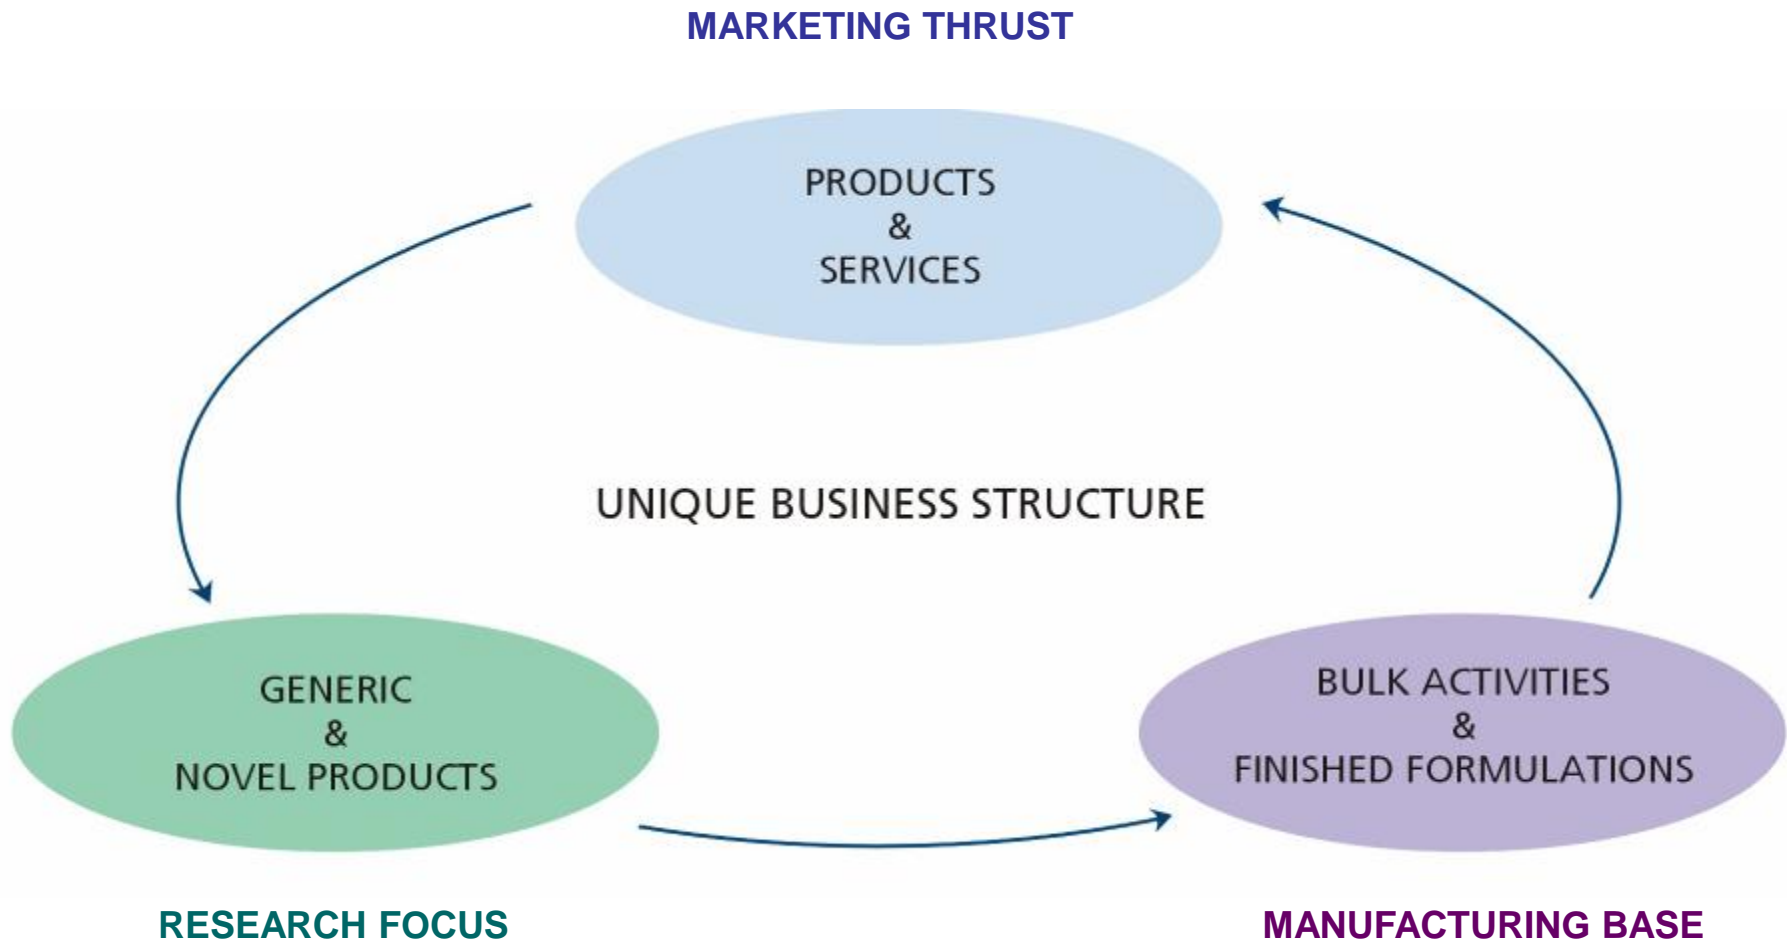 MARKETING THRUST
PRODUCTS
&
SERVICES
UNIQUE BUSINESS STRUCTURE
GENERIC
&
NOVEL PRODUCTS
BULK ACTIVITIES
&
FINISHED FORMULATIONS
RESEARCH FOCUS
MANUFACTURING BASE